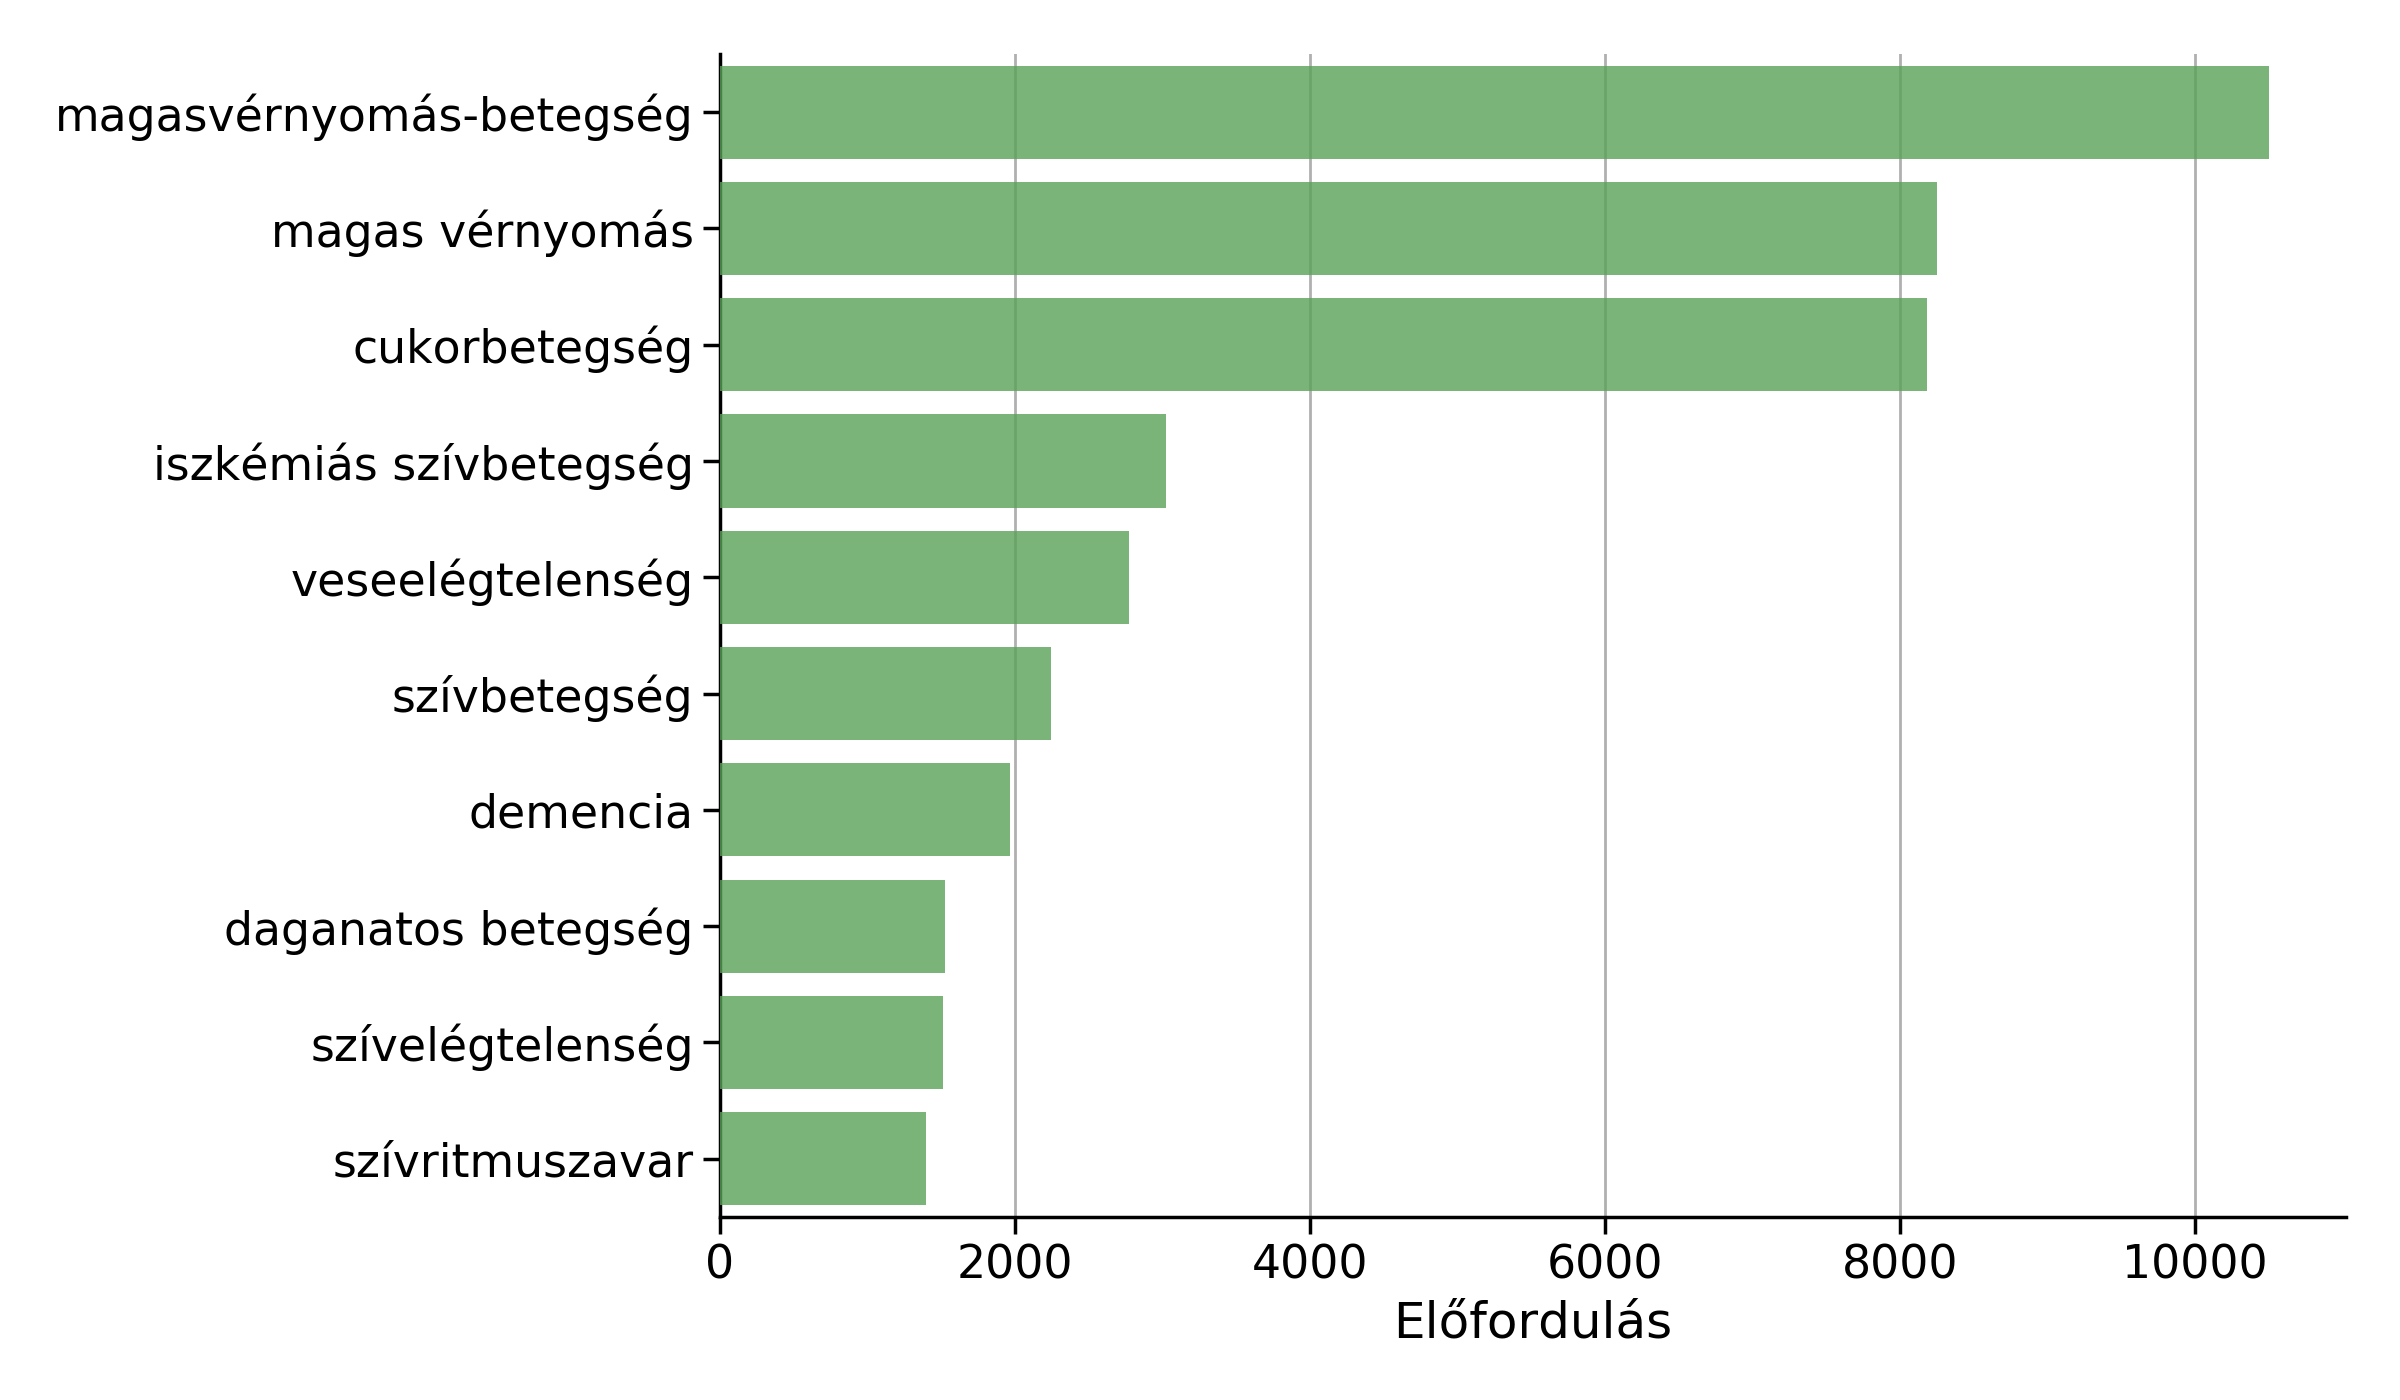 magasvérnyomás-betegség
magas vérnyomás
cukorbetegség
iszkémiás szívbetegség
veseelégtelenség
szívbetegség
demencia
daganatos betegség
szívelégtelenség
szívritmuszavar
0 2000 4000 6000 8000 10000
Előfordulás